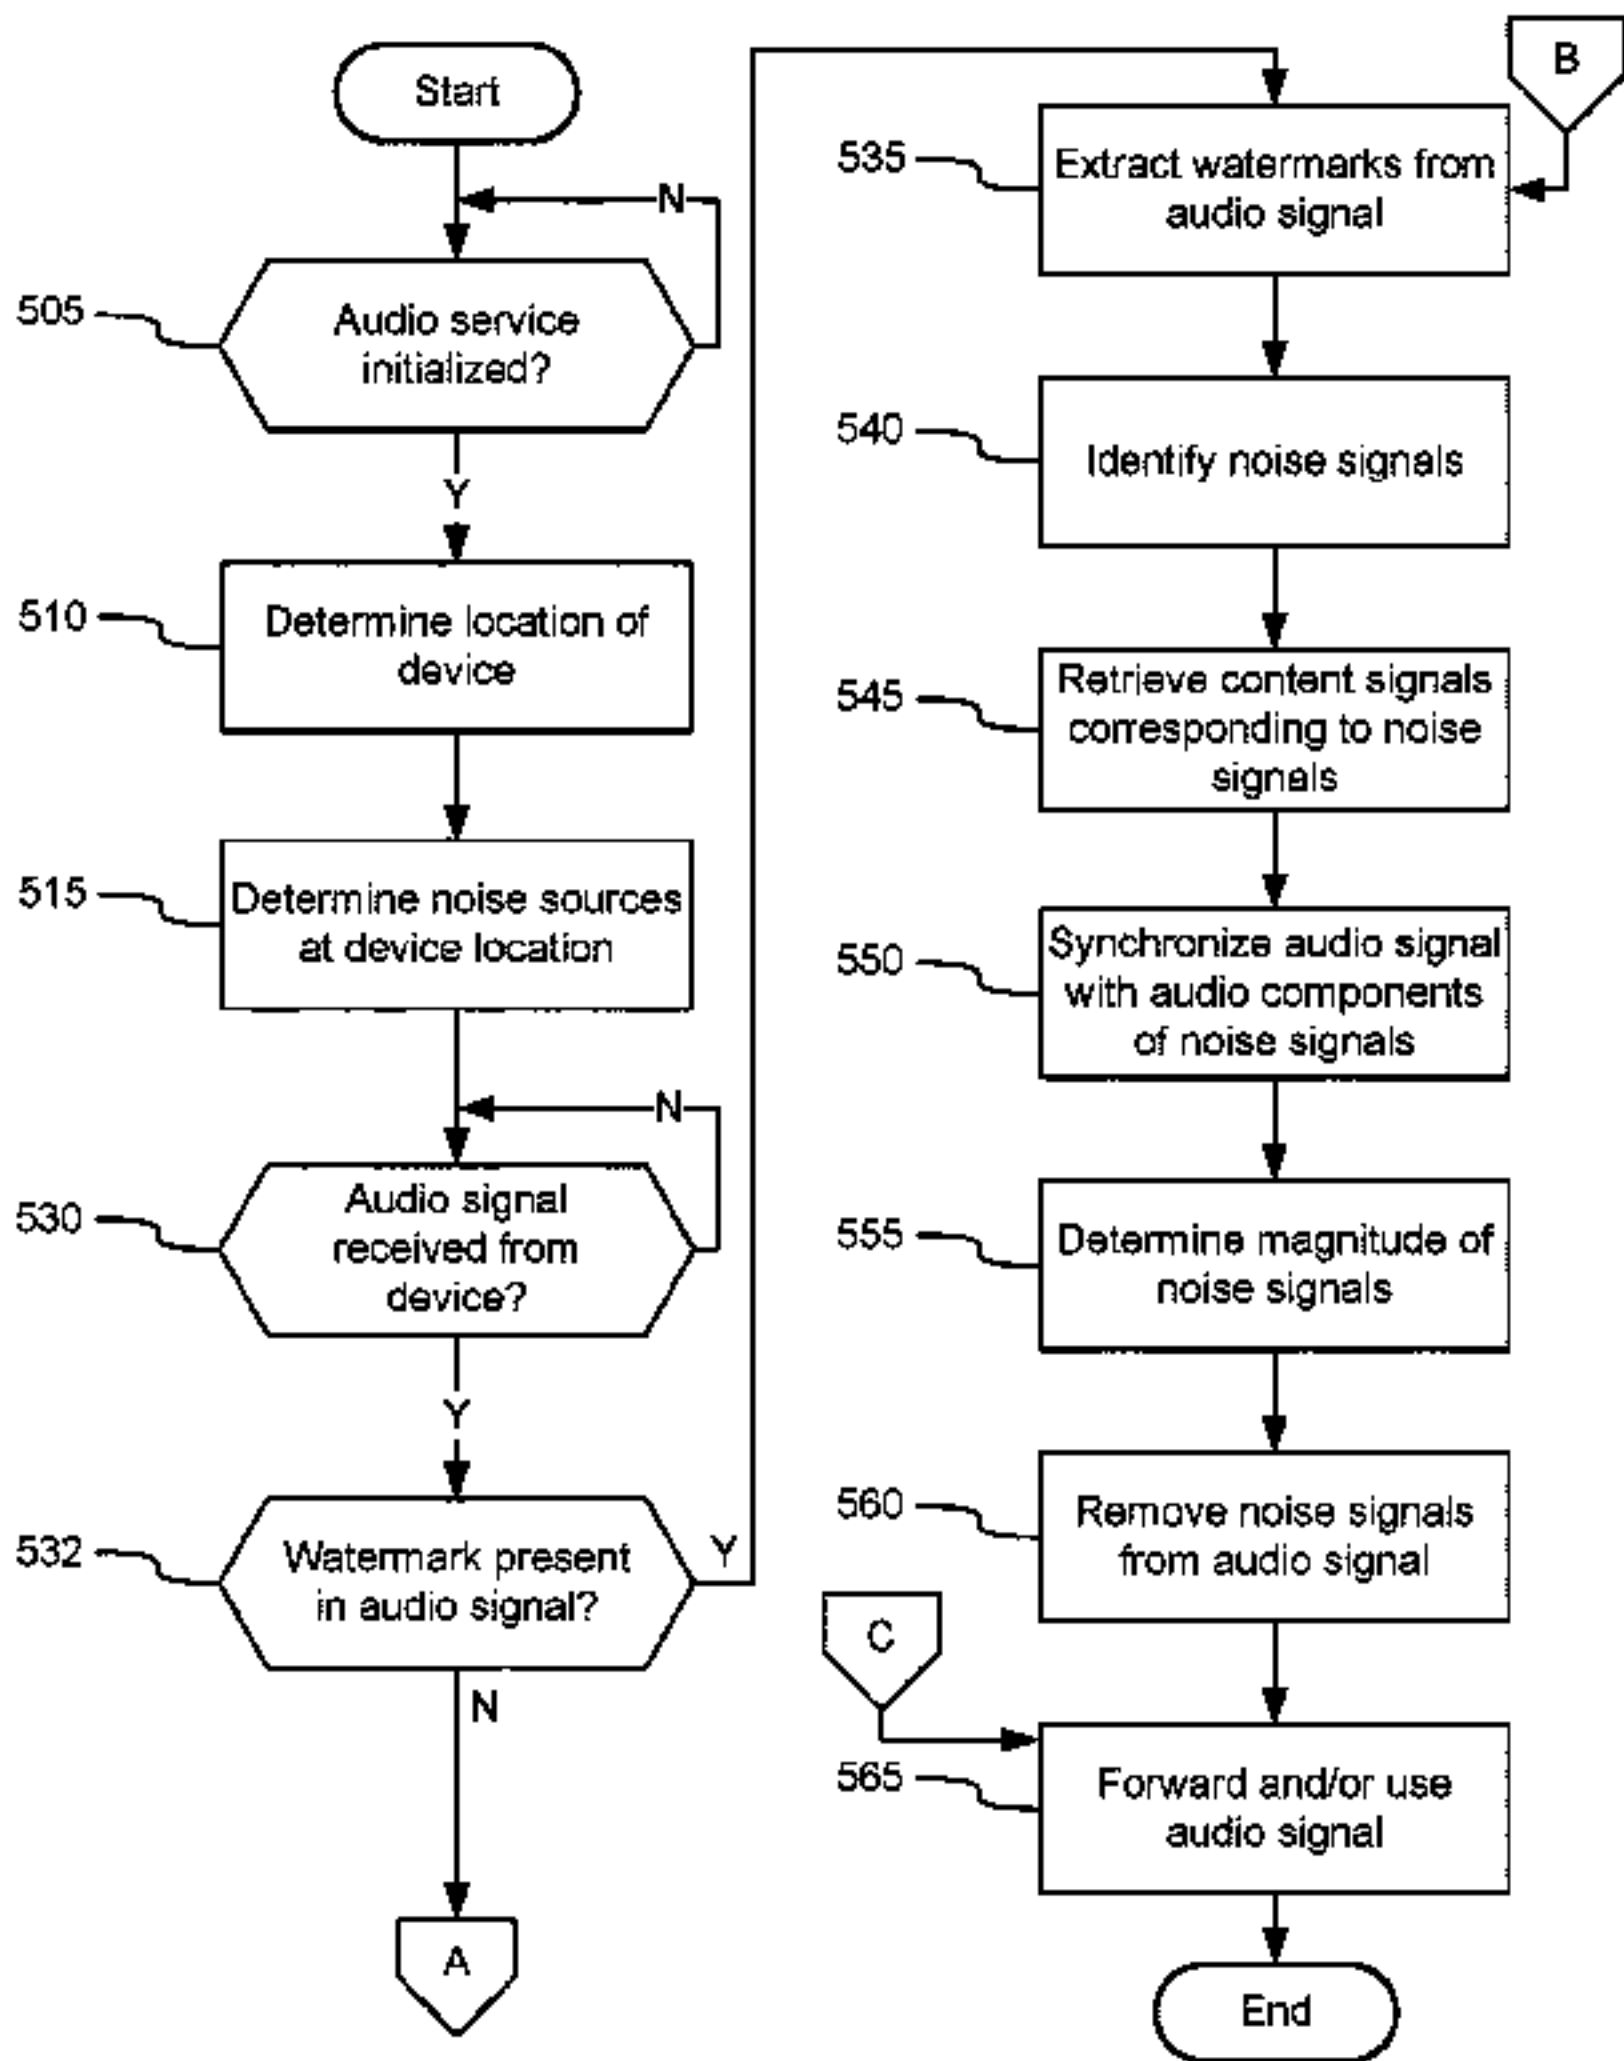 Start
N
505
Audio service
initialized?
Y
510
Determine location of
device
515
Determine noise sources
at device location
N
530
Audio signal
received from
device?
Y
532
Watermark present
in audio signal?
Y
N
A
B
535
Extract watermarks from
audio signal
540
Identify noise signals
545
Retrieve content signals
corresponding to noise
signals
550
Synchronize audio signal
with audio components
of noise signals
555
Determine magnitude of
noise signals
560
Remove noise signals
from audio signal
C
565
Forward and/or use
audio signal
End